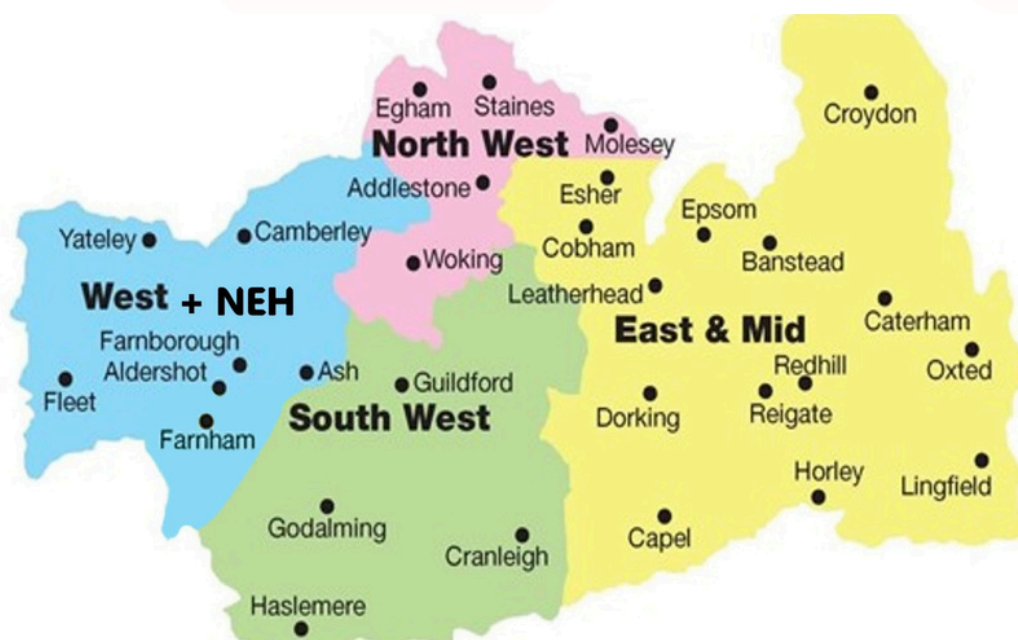 Croydon
Egham
Staines
North West
Molesey
Addlestone
Esher
Epsom
Yateley
Camberley
Cobham
Banstead
Woking
West + NEH
Leatherhead
East & Mid
Caterham
Farnborough
Aldershot
Ash
Guildford
Redhill
Oxted
Fleet
South West
Dorking
Reigate
Farnham
Horley
Lingfield
Godalming
Cranleigh
Capel
Haslemere